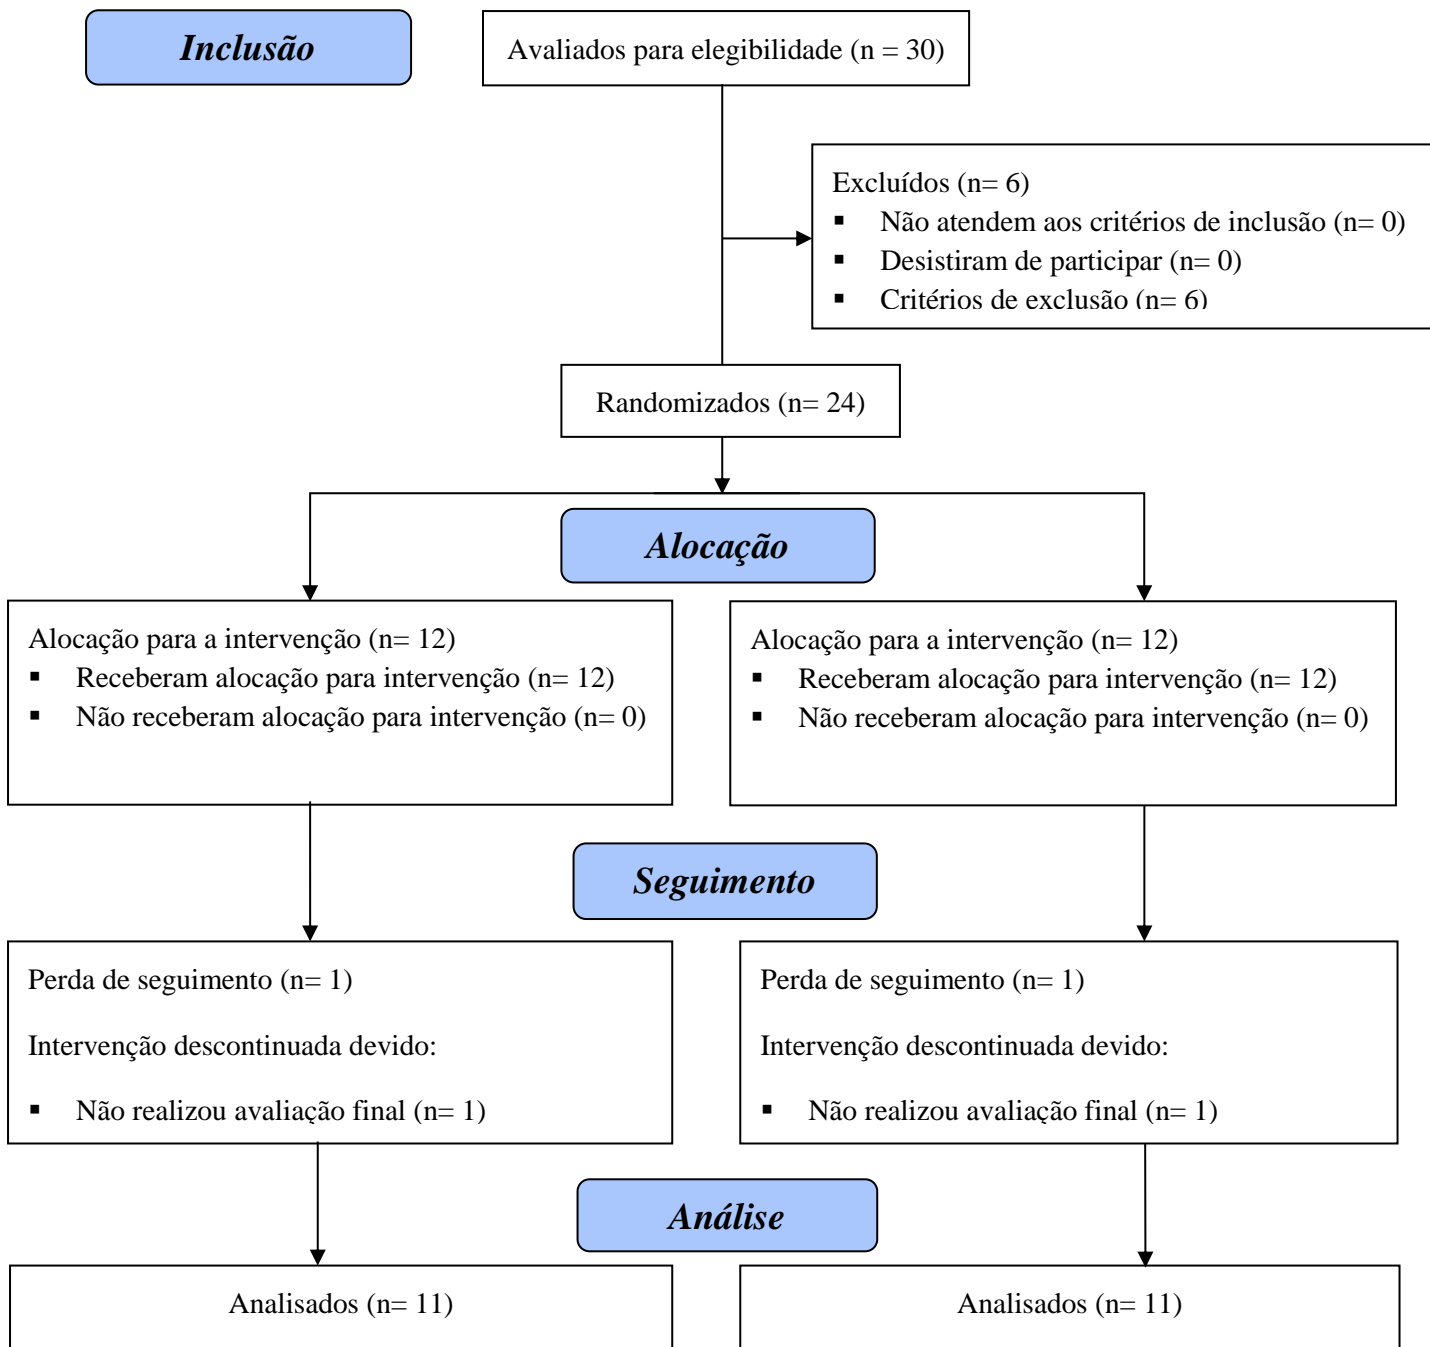 Inclusão
Avaliados para elegibilidade (n = 30)
Excluídos (n= 6)
▪ Não atendem aos critérios de inclusão (n= 0)
▪ Desistiram de participar (n= 0)
▪ Critérios de exclusão (n= 6)
Randomizados (n= 24)
Alocação
Alocação para a intervenção (n= 12)
▪ Receberam alocação para intervenção (n= 12)
▪ Não receberam alocação para intervenção (n= 0)
Alocação para a intervenção (n= 12)
▪ Receberam alocação para intervenção (n= 12)
▪ Não receberam alocação para intervenção (n= 0)
Seguimento
Perda de seguimento (n= 1)
Intervenção descontinuada devido:
▪ Não realizou avaliação final (n= 1)
Perda de seguimento (n= 1)
Intervenção descontinuada devido:
▪ Não realizou avaliação final (n= 1)
Análise
Analisados (n= 11)
Analisados (n= 11)